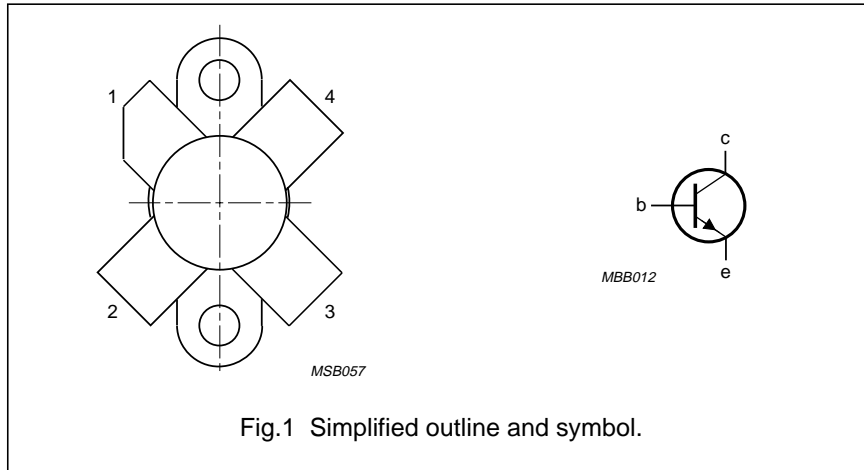 1
4
2
3
MSB057
c
b
e
MBB012
Fig.1 Simplified outline and symbol.